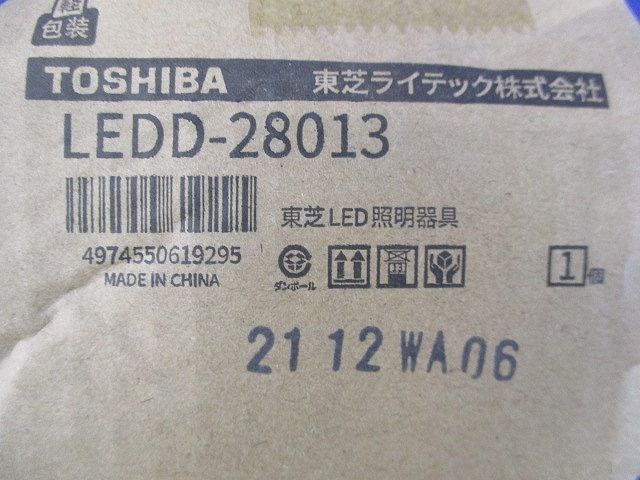 包装
TOSHIBA 東芝ライテック株式会社
LEDD-28013
東芝LED照明器具
4974550619295
MADE IN CHINA
ダンボール
1個
21 12 WA06